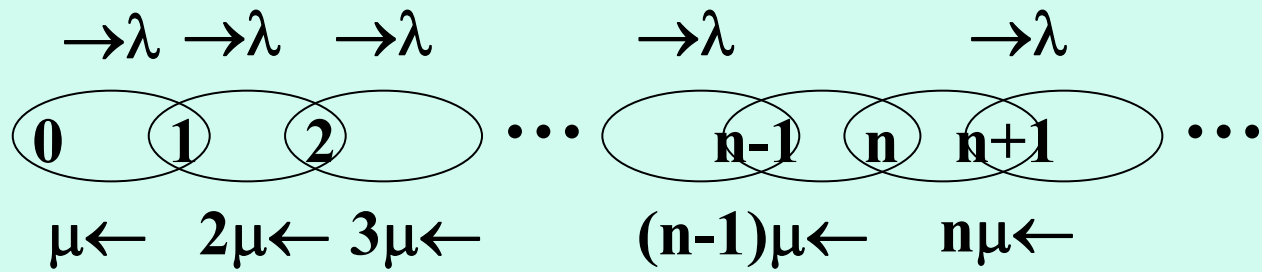 →λ →λ →λ →λ →λ
0 1 2 ••• n-1 n n+1 •••
μ← 2μ← 3μ← (n-1)μ← nμ←